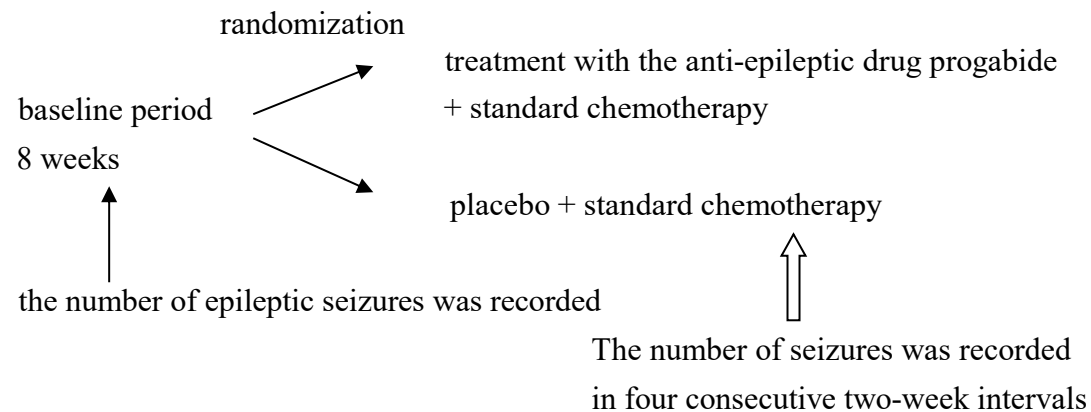 randomization
treatment with the anti-epileptic drug progabide
+ standard chemotherapy
baseline period
8 weeks
placebo + standard chemotherapy
the number of epileptic seizures was recorded
The number of seizures was recorded
in four consecutive two-week intervals